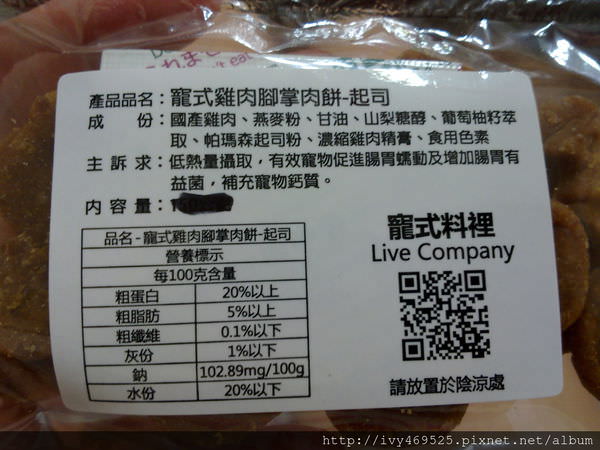 產品品名：寵式雞肉腳掌肉餅-起司
成　份：國產雞肉、燕麥粉、甘油、山梨糖醇、葡萄柚籽萃
取、帕瑪森起司粉、濃縮雞肉精膏、食用色素
主 訴 求：低熱量攝取，有效寵物促進腸胃蠕動及增加腸胃有
益菌，補充寵物鈣質。
內 容 量：
品名-寵式雞肉腳掌肉餅-起司
營養標示
每100克含量
粗蛋白 20%以上
粗脂肪 5%以上
粗纖維 0.1%以下
灰份 1%以下
鈉 102.89mg/100g
水份 20%以下
寵式料裡
Live Company
請放置於陰涼處
http://ivy469525.pixnet.net/album